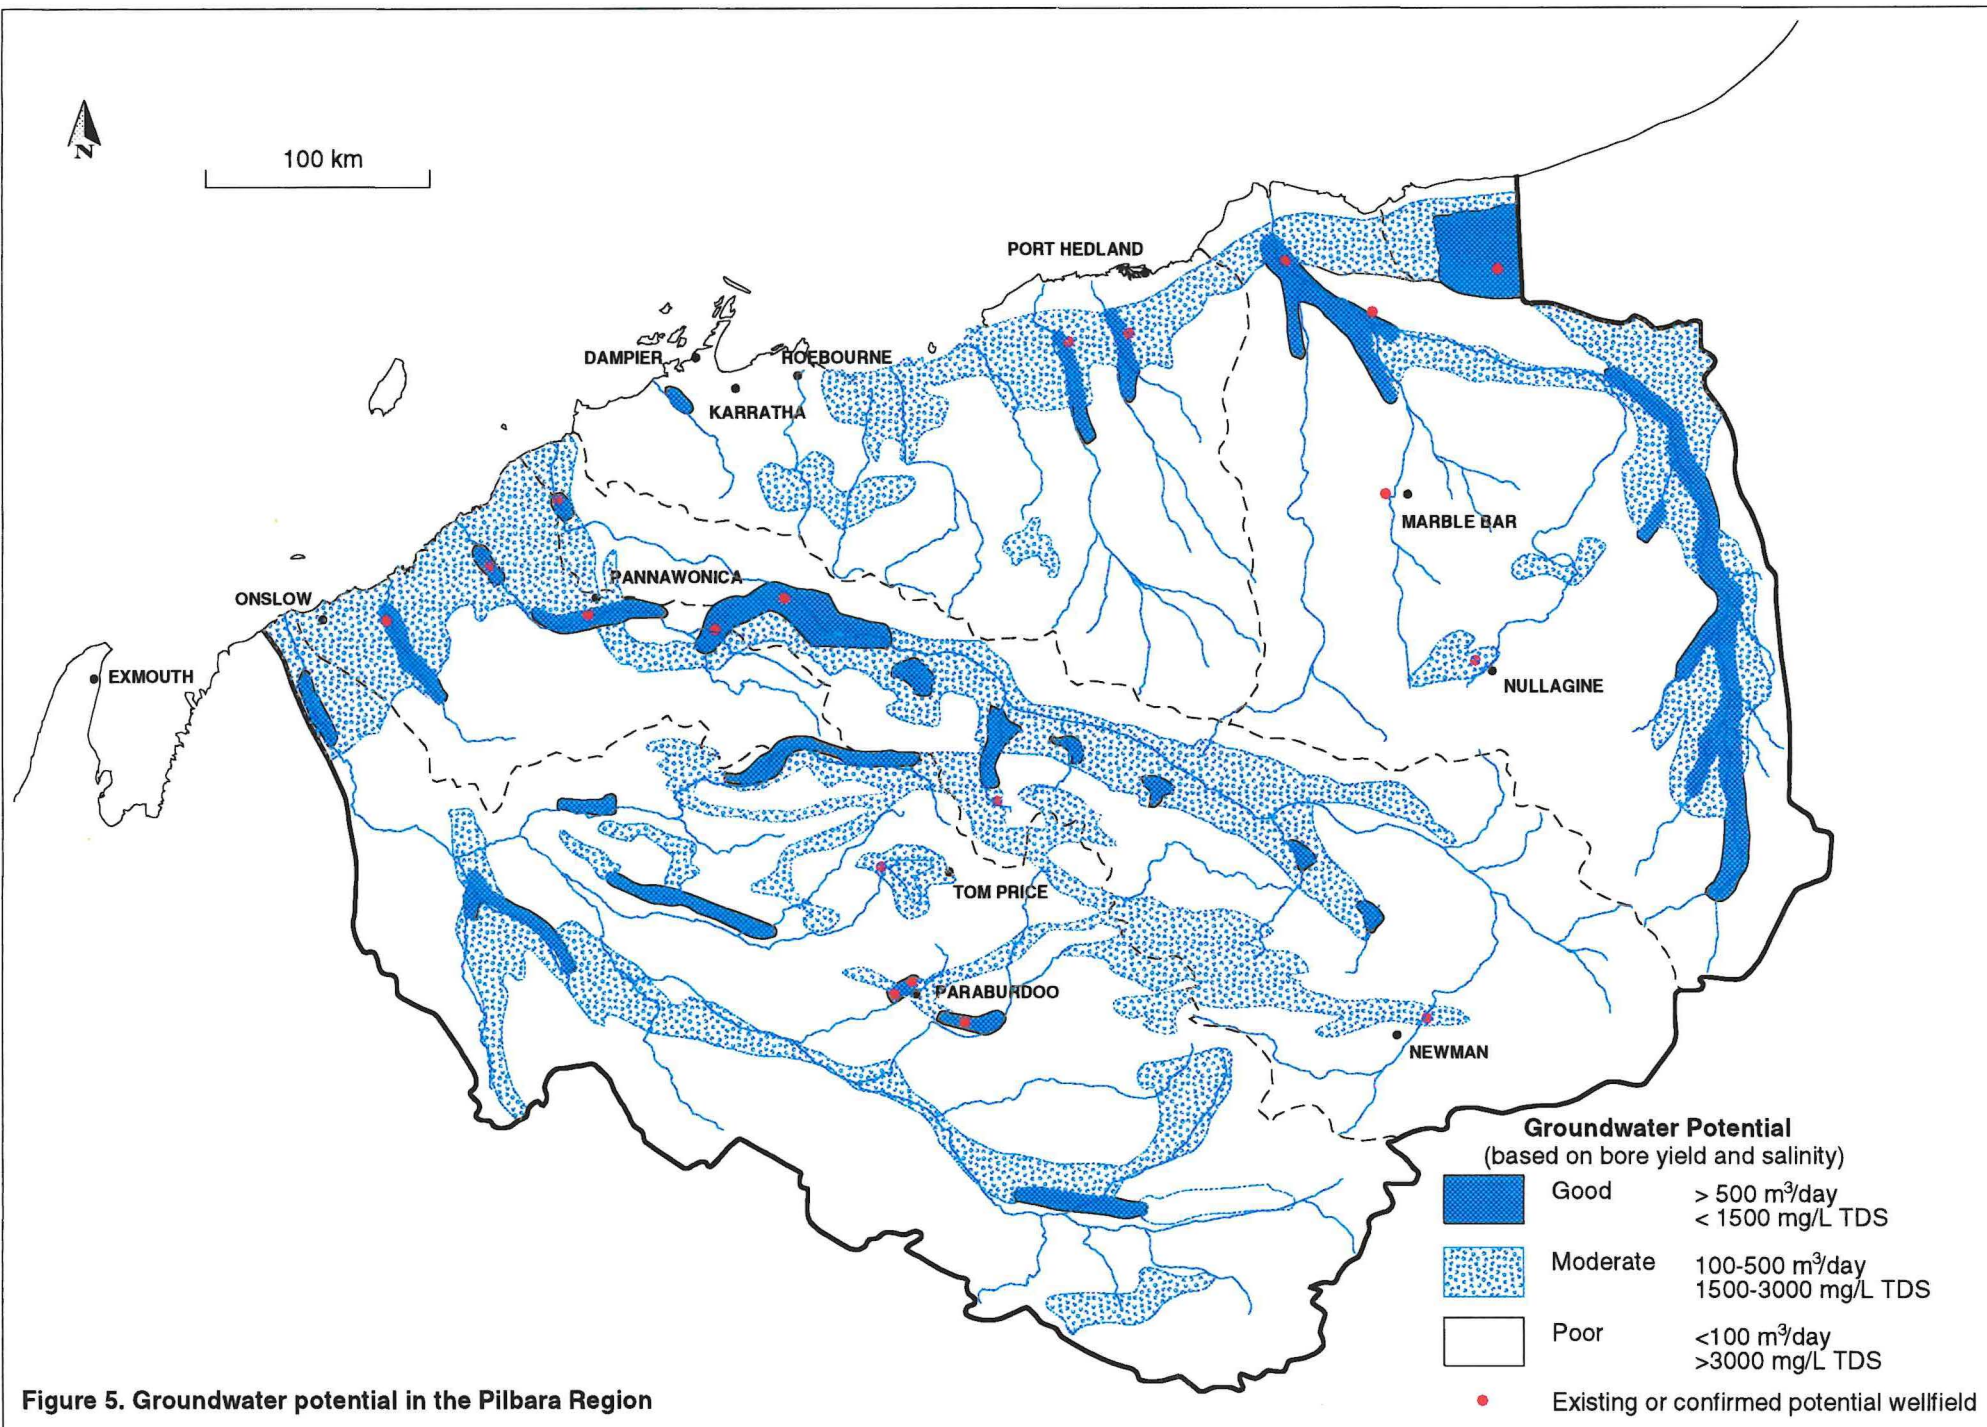 N
100 km
PORT HEDLAND
DAMPIER
ROEBOURNE
KARRATHA
MARBLE BAR
PANNAWONICA
ONSLOW
EXMOUTH
NULLAGINE
TOM PRICE
PARABURDOO
NEWMAN
Groundwater Potential
(based on bore yield and salinity)
Good > 500 m³/day
< 1500 mg/L TDS
Moderate 100-500 m³/day
1500-3000 mg/L TDS
Poor <100 m³/day
>3000 mg/L TDS
Existing or confirmed potential wellfield
Figure 5. Groundwater potential in the Pilbara Region